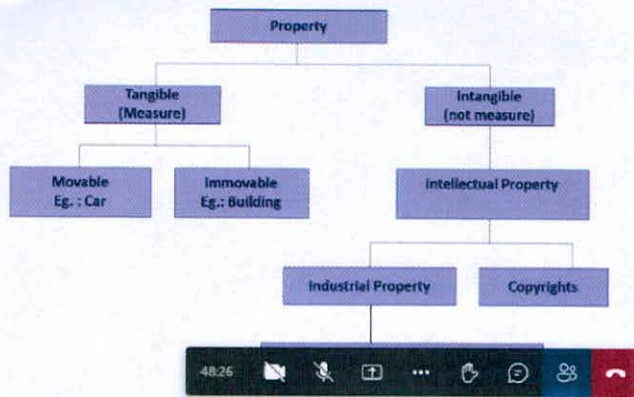 Property
Tangible
(Measure)
Intangible
(not measure)
Movable
Eg. : Car
Immovable
Eg.: Building
Intellectual Property
Industrial Property
Copyrights
48:26